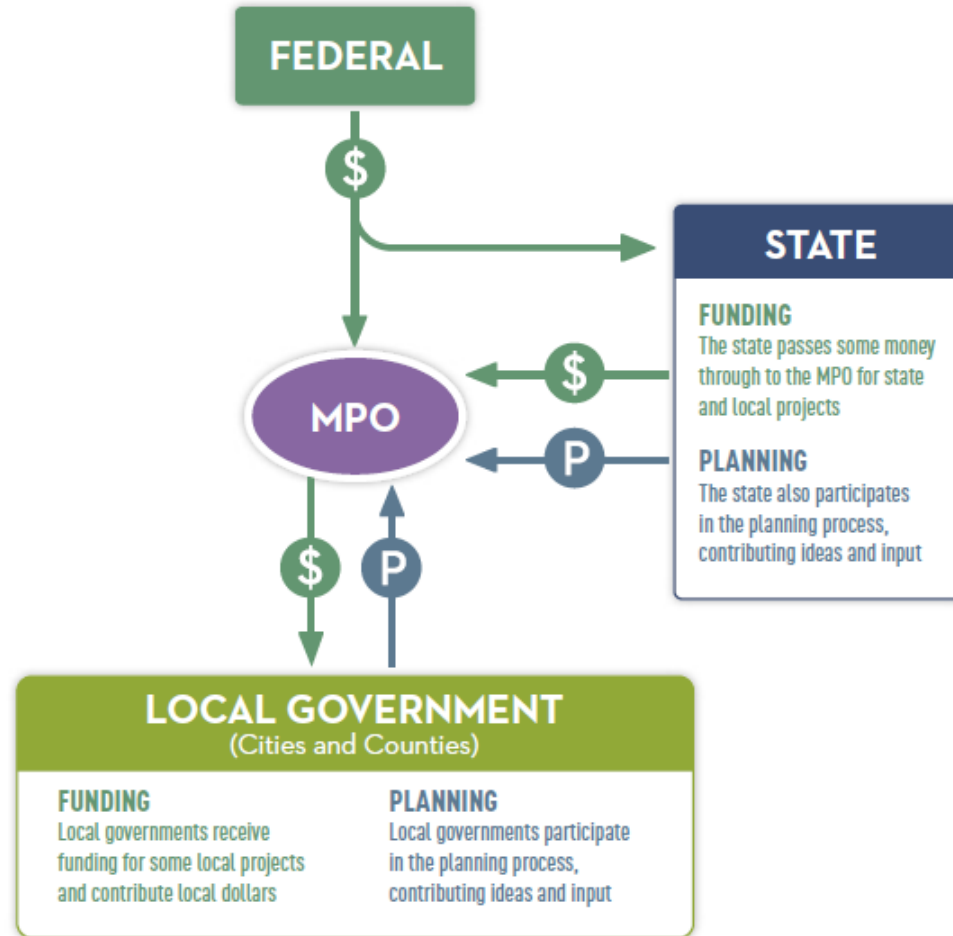 FEDERAL
$
STATE
FUNDING
The state passes some money
through to the MPO for state
and local projects
$
MPO
P
PLANNING
The state also participates
in the planning process,
contributing ideas and input
$
P
LOCAL GOVERNMENT
(Cities and Counties)
FUNDING
Local governments receive
funding for some local projects
and contribute local dollars
PLANNING
Local governments participate
in the planning process,
contributing ideas and input